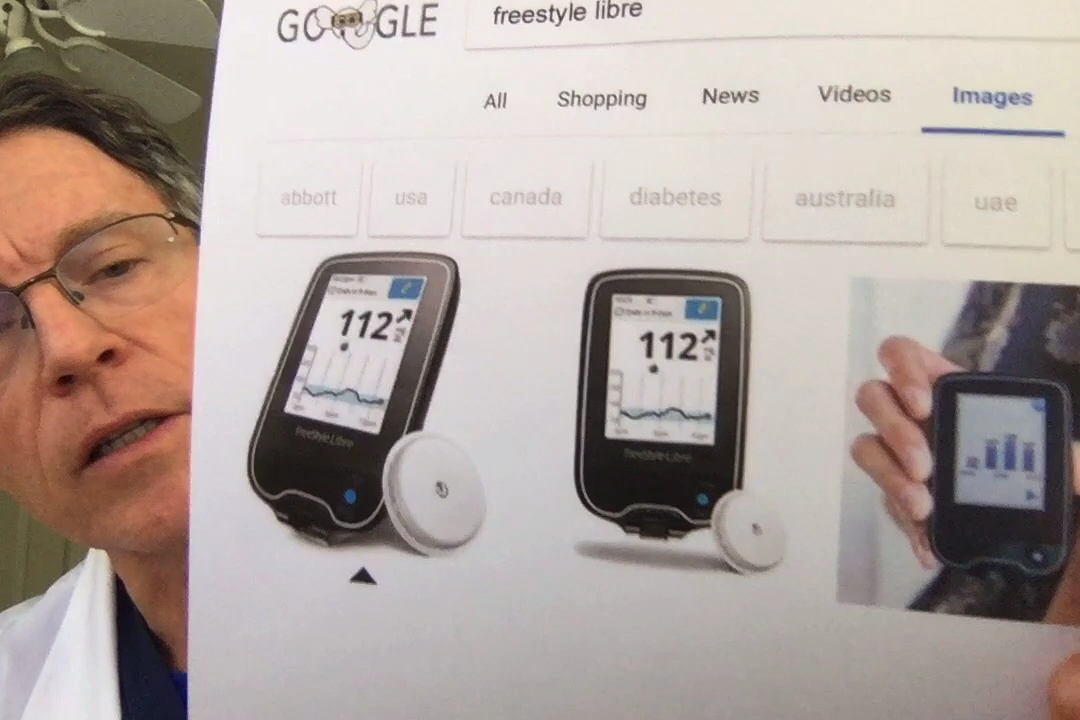 GOOGLE
freestyle libre
All Shopping News Videos Images
abbott usa canada diabetes australia uae
112
FreeStyle Libre
112
FreeStyle Libre